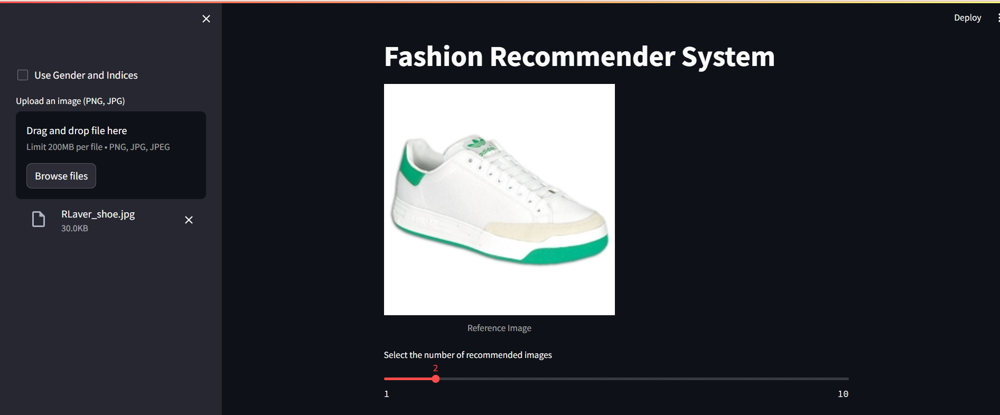 Deploy
Use Gender and Indices
Upload an image (PNG, JPG)
Drag and drop file here
Limit 200MB per file • PNG, JPG, JPEG
Browse files
RLaver_shoe.jpg
30.0KB
Fashion Recommender System
adidas
Reference Image
Select the number of recommended images
2
1
10